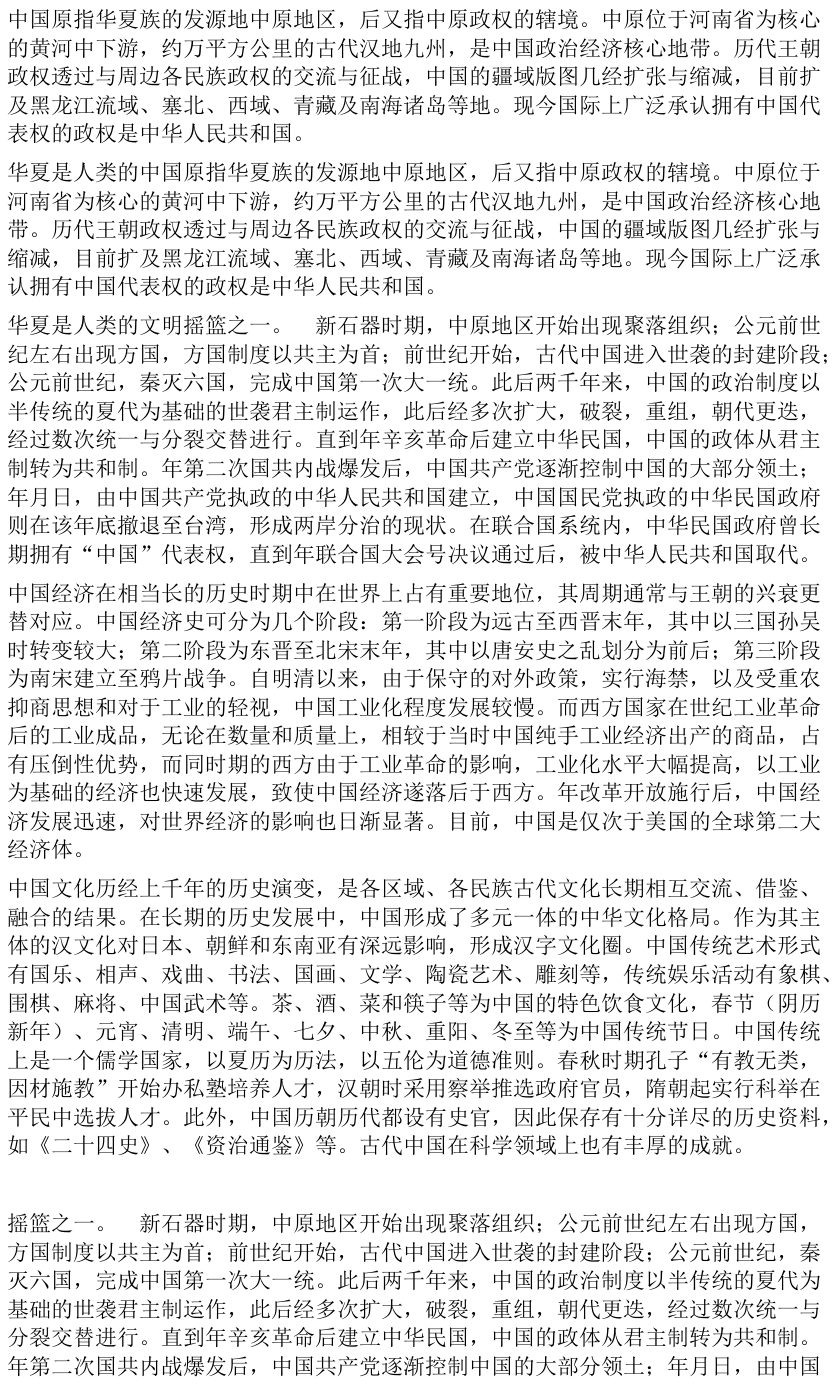 中国原指华夏族的发源地中原地区，后又指中原政权的辖境。中原位于河南省为核心
的黄河中下游，约万平方公里的古代汉地九州，是中国政治经济核心地带。历代王朝
政权透过与周边各民族政权的交流与征战，中国的疆域版图几经扩张与缩减，目前扩
及黑龙江流域、塞北、西域、青藏及南海诸岛等地。现今国际上广泛承认拥有中国代
表权的政权是中华人民共和国。
华夏是人类的中国原指华夏族的发源地中原地区，后又指中原政权的辖境。中原位于
河南省为核心的黄河中下游，约万平方公里的古代汉地九州，是中国政治经济核心地
带。历代王朝政权透过与周边各民族政权的交流与征战，中国的疆域版图几经扩张与
缩减，目前扩及黑龙江流域、塞北、西域、青藏及南海诸岛等地。现今国际上广泛承
认拥有中国代表权的政权是中华人民共和国。
华夏是人类的文明摇篮之一。　新石器时期，中原地区开始出现聚落组织；公元前世
纪左右出现方国，方国制度以共主为首；前世纪开始，古代中国进入世袭的封建阶段；
公元前世纪，秦灭六国，完成中国第一次大一统。此后两千年来，中国的政治制度以
半传统的夏代为基础的世袭君主制运作，此后经多次扩大，破裂，重组，朝代更迭，
经过数次统一与分裂交替进行。直到年辛亥革命后建立中华民国，中国的政体从君主
制转为共和制。年第二次国共内战爆发后，中国共产党逐渐控制中国的大部分领土；
年月日，由中国共产党执政的中华人民共和国建立，中国国民党执政的中华民国政府
则在该年底撤退至台湾，形成两岸分治的现状。在联合国系统内，中华民国政府曾长
期拥有“中国”代表权，直到年联合国大会号决议通过后，被中华人民共和国取代。
中国经济在相当长的历史时期中在世界上占有重要地位，其周期通常与王朝的兴衰更
替对应。中国经济史可分为几个阶段：第一阶段为远古至西晋末年，其中以三国孙吴
时转变较大；第二阶段为东晋至北宋末年，其中以唐安史之乱划分为前后；第三阶段
为南宋建立至鸦片战争。自明清以来，由于保守的对外政策，实行海禁，以及受重农
抑商思想和对于工业的轻视，中国工业化程度发展较慢。而西方国家在世纪工业革命
后的工业成品，无论在数量和质量上，相较于当时中国纯手工业经济出产的商品，占
有压倒性优势，而同时期的西方由于工业革命的影响，工业化水平大幅提高，以工业
为基础的经济也快速发展，致使中国经济遂落后于西方。年改革开放施行后，中国经
济发展迅速，对世界经济的影响也日渐显著。目前，中国是仅次于美国的全球第二大
经济体。
中国文化历经上千年的历史演变，是各区域、各民族古代文化长期相互交流、借鉴、
融合的结果。在长期的历史发展中，中国形成了多元一体的中华文化格局。作为其主
体的汉文化对日本、朝鲜和东南亚有深远影响，形成汉字文化圈。中国传统艺术形式
有国乐、相声、戏曲、书法、国画、文学、陶瓷艺术、雕刻等，传统娱乐活动有象棋、
围棋、麻将、中国武术等。茶、酒、菜和筷子等为中国的特色饮食文化，春节（阴历
新年）、元宵、清明、端午、七夕、中秋、重阳、冬至等为中国传统节日。中国传统
上是一个儒学国家，以夏历为历法，以五伦为道德准则。春秋时期孔子“有教无类，
因材施教”开始办私塾培养人才，汉朝时采用察举推选政府官员，隋朝起实行科举在
平民中选拔人才。此外，中国历朝历代都设有史官，因此保存有十分详尽的历史资料，
如《二十四史》、《资治通鉴》等。古代中国在科学领域上也有丰厚的成就。
摇篮之一。　新石器时期，中原地区开始出现聚落组织；公元前世纪左右出现方国，
方国制度以共主为首；前世纪开始，古代中国进入世袭的封建阶段；公元前世纪，秦
灭六国，完成中国第一次大一统。此后两千年来，中国的政治制度以半传统的夏代为
基础的世袭君主制运作，此后经多次扩大，破裂，重组，朝代更迭，经过数次统一与
分裂交替进行。直到年辛亥革命后建立中华民国，中国的政体从君主制转为共和制。
年第二次国共内战爆发后，中国共产党逐渐控制中国的大部分领土；年月日，由中国